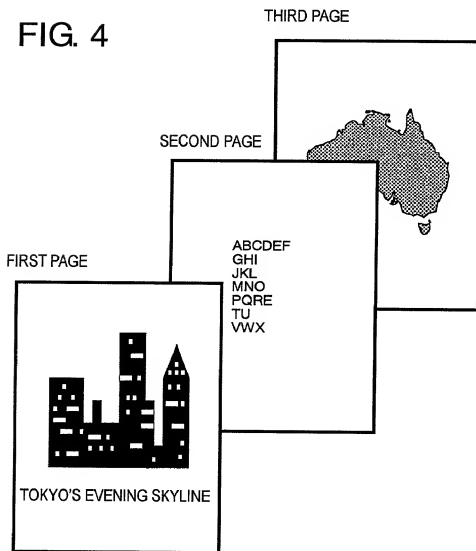 FIG. 4
THIRD PAGE
SECOND PAGE
ABCDEF
GHI
JKL
MNO
PQRE
TU
VWX
FIRST PAGE
TOKYO'S EVENING SKYLINE